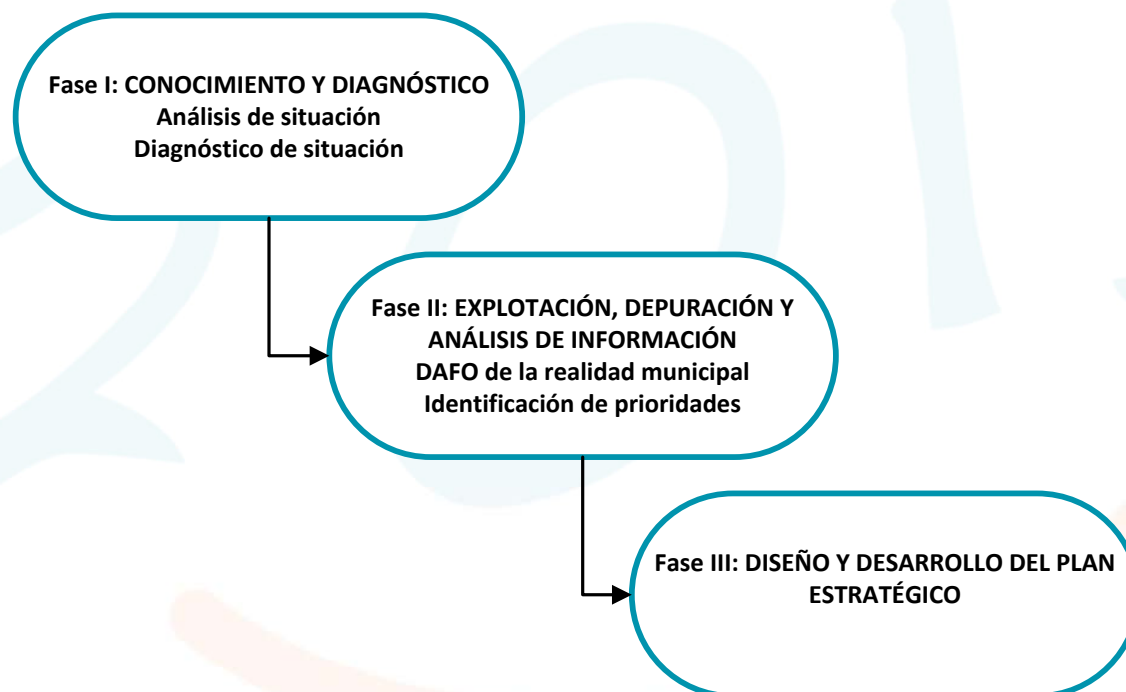 Fase I: CONOCIMIENTO Y DIAGNÓSTICO
Análisis de situación
Diagnóstico de situación
Fase II: EXPLOTACIÓN, DEPURACIÓN Y
ANÁLISIS DE INFORMACIÓN
DAFO de la realidad municipal
Identificación de prioridades
Fase III: DISEÑO Y DESARROLLO DEL PLAN
ESTRATÉGICO